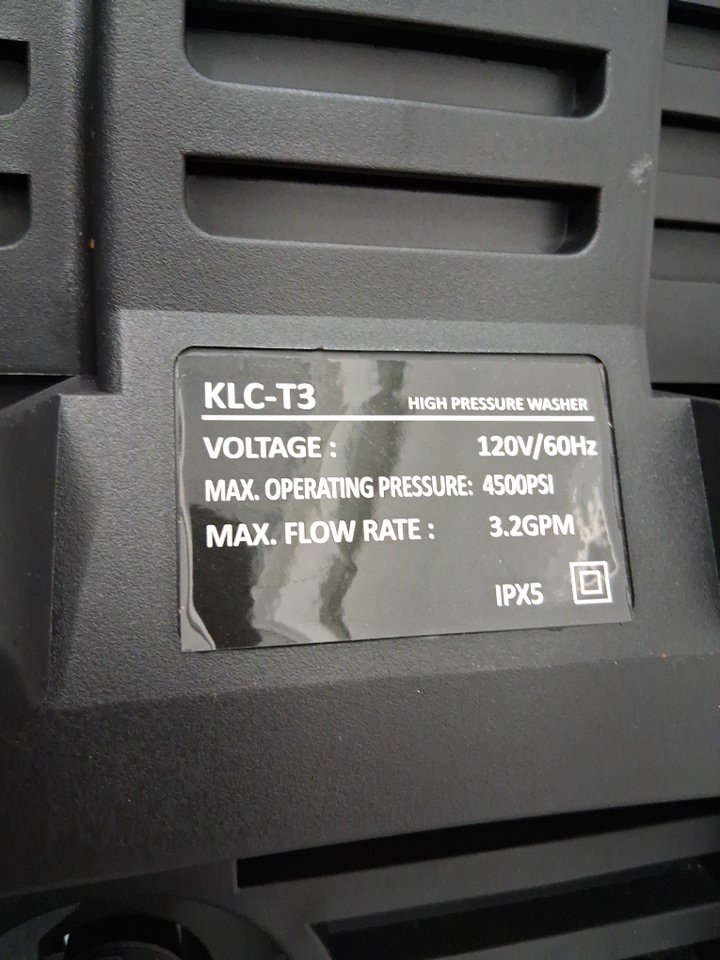 KLC-T3 HIGH PRESSURE WASHER
VOLTAGE : 120V/60Hz
MAX. OPERATING PRESSURE: 4500PSI
MAX. FLOW RATE : 3.2GPM
IPX5